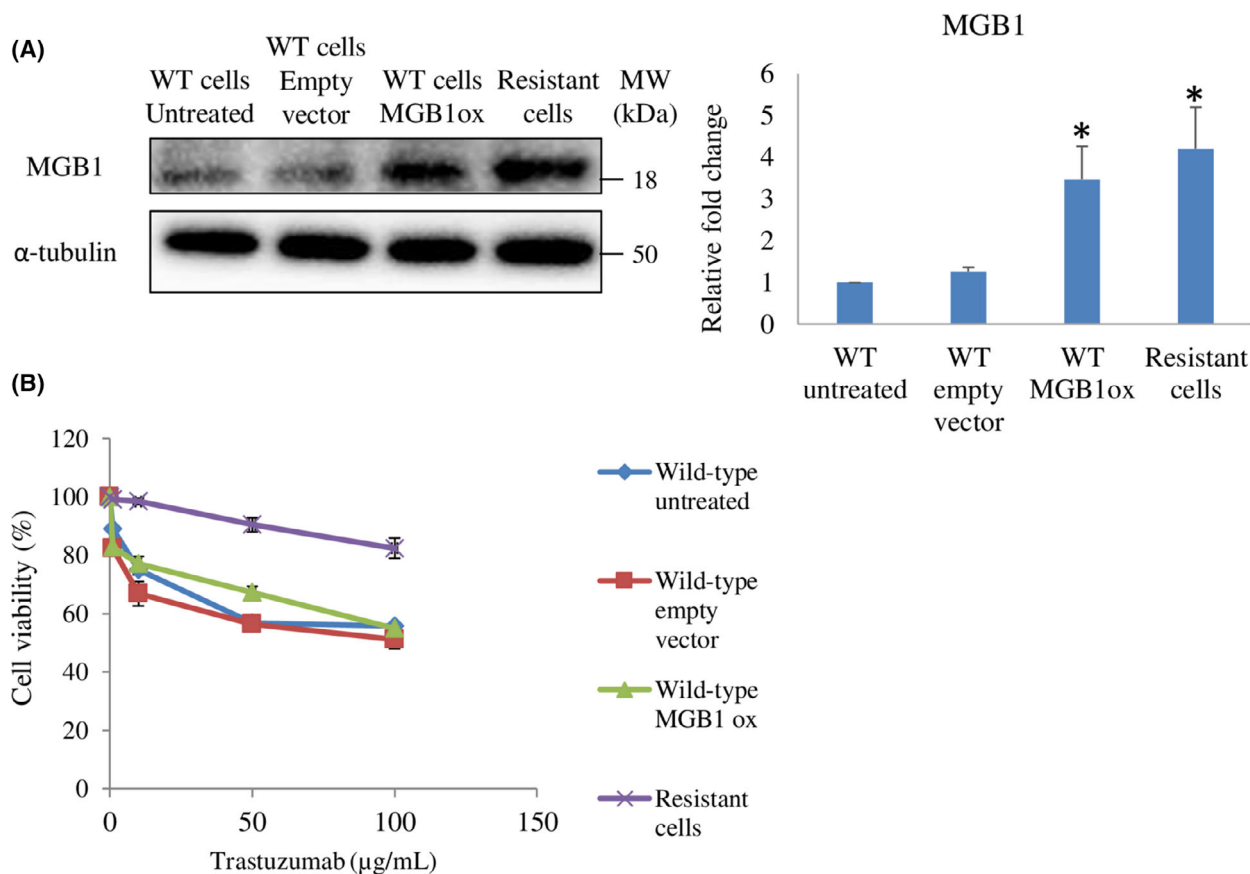 (A)
WT cells
Untreated
WT cells
Empty
vector
WT cells
MGB1ox
Resistant
cells
MW
(kDa)
MGB1
18
α-tubulin
50
MGB1
Relative fold change
6
5
4
3
2
1
0
*
*
WT
untreated
WT
empty
vector
WT
MGB1ox
Resistant
cells
(B)
Cell viability (%)
120
100
80
60
40
20
0
0
50
100
150
Trastuzumab (µg/mL)
Wild-type
untreated
Wild-type
empty
vector
Wild-type
MGB1 ox
Resistant
cells